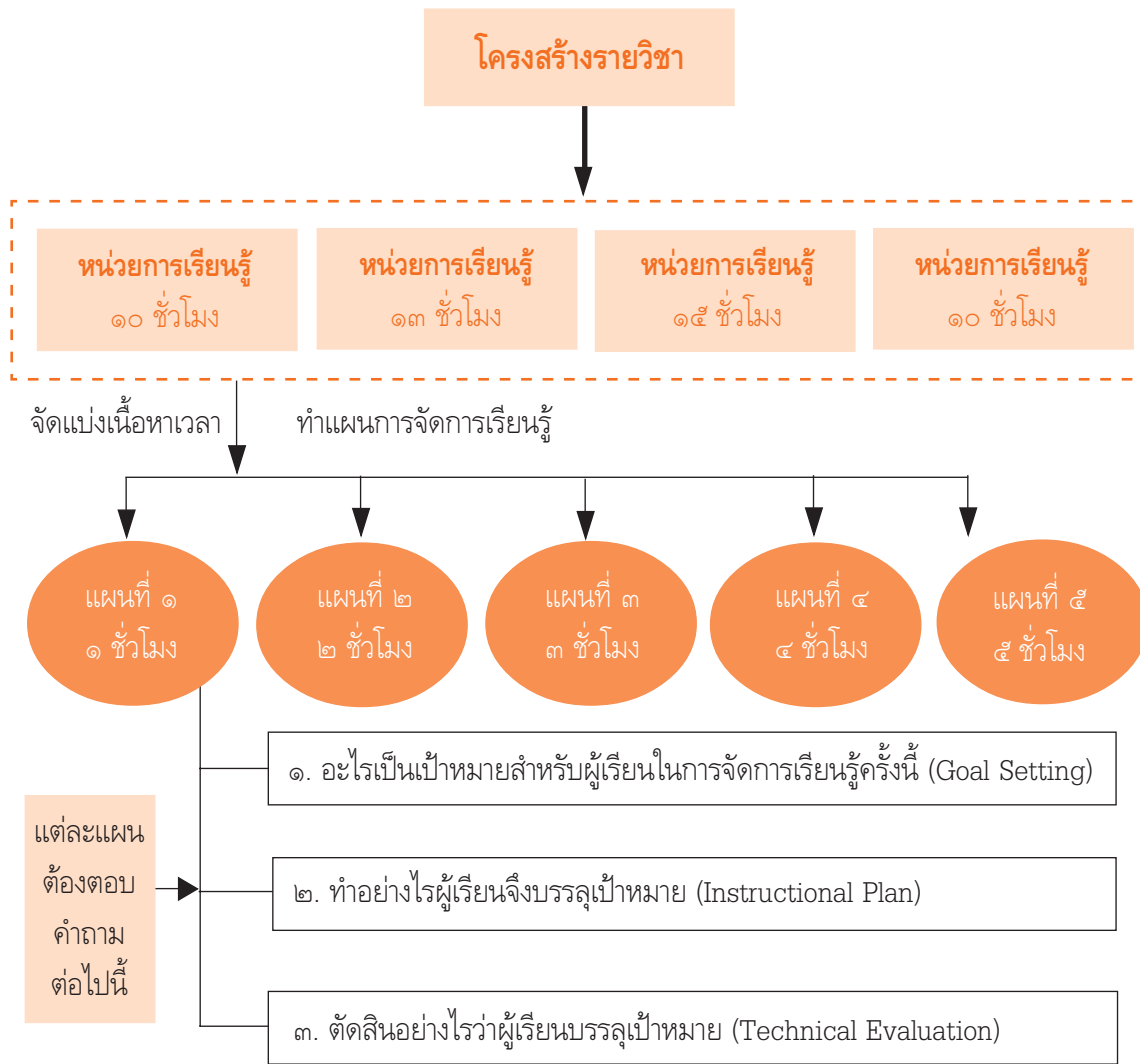 โครงสร้างรายวิชา
หน่วยการเรียนรู้
๑๐ ชั่วโมง
หน่วยการเรียนรู้
๑๓ ชั่วโมง
หน่วยการเรียนรู้
๑๕ ชั่วโมง
หน่วยการเรียนรู้
๑๐ ชั่วโมง
จัดแบ่งเนื้อหาเวลา
ทำแผนการจัดการเรียนรู้
แผนที่ ๑
๑ ชั่วโมง
แผนที่ ๒
๒ ชั่วโมง
แผนที่ ๓
๓ ชั่วโมง
แผนที่ ๔
๔ ชั่วโมง
แผนที่ ๕
๕ ชั่วโมง
แต่ละแผน
ต้องตอบ
คำถาม
ต่อไปนี้
๑. อะไรเป็นเป้าหมายสำหรับผู้เรียนในการจัดการเรียนรู้ครั้งนี้ (Goal Setting)
๒. ทำอย่างไรผู้เรียนจึงบรรลุเป้าหมาย (Instructional Plan)
๓. ตัดสินอย่างไรว่าผู้เรียนบรรลุเป้าหมาย (Technical Evaluation)